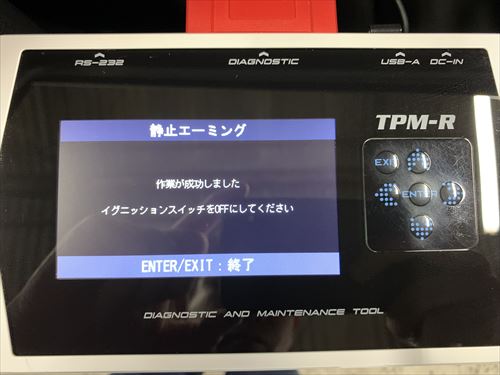 RS-232 DIAGNOSTIC USB-A DC-IN
静止エーミング
作業が成功しました
イグニッションスイッチをOFFにしてください
ENTER/EXIT:終了
TPM-R
EXIT
ENTER
DIAGNOSTIC AND MAINTENANCE TOOL